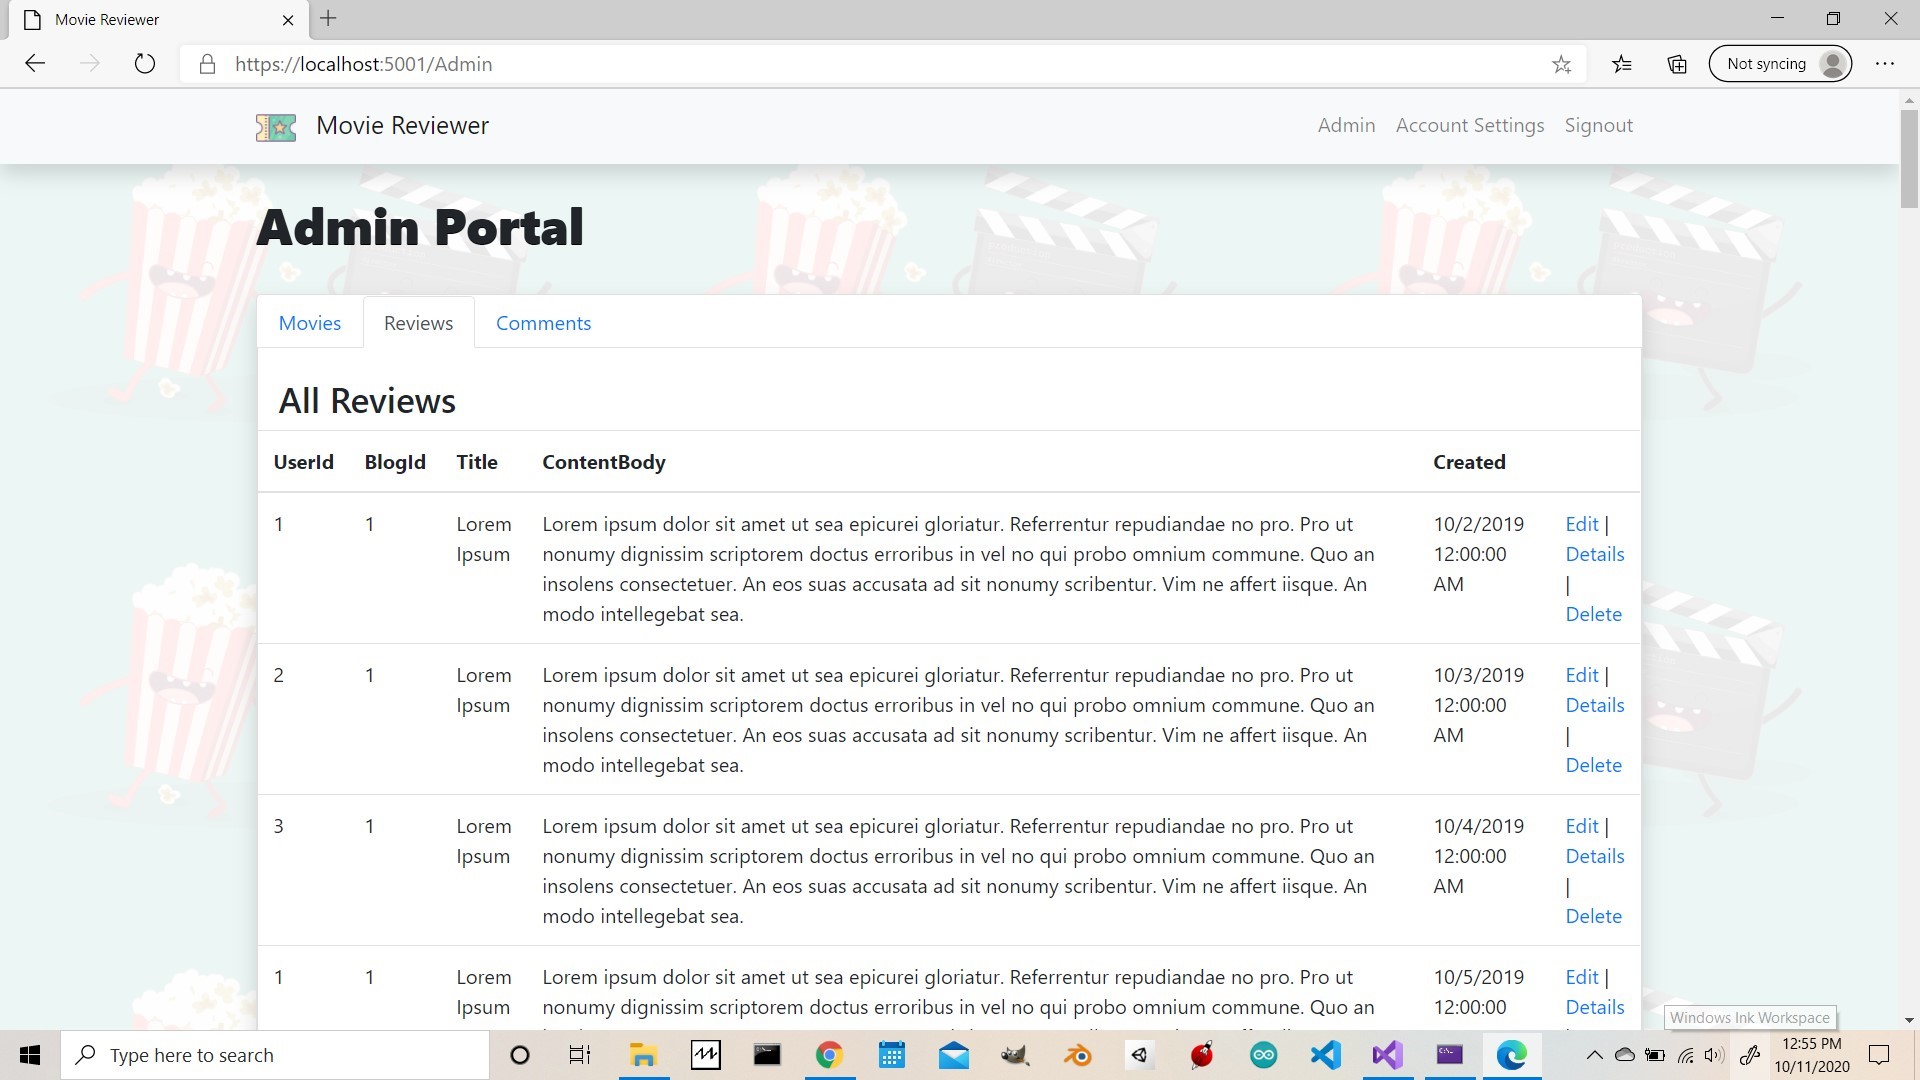 Movie Reviewer
https://localhost:5001/Admin
Not syncing
Movie Reviewer
Admin Account Settings Signout
Admin Portal
Movies Reviews Comments
All Reviews
UserId BlogId Title ContentBody Created
1 1 Lorem Lorem ipsum dolor sit amet ut sea epicurei gloriatur. Referrentur repudiandae no pro. Pro ut 10/2/2019 Edit |
Ipsum nonumy dignissim scriptorem doctus erroribus in vel no qui probo omnium commune. Quo an 12:00:00 Details
insolens consectetuer. An eos suas accusata ad sit nonumy scribentur. Vim ne affert iisque. An AM |
modo intellegebat sea. Delete
2 1 Lorem Lorem ipsum dolor sit amet ut sea epicurei gloriatur. Referrentur repudiandae no pro. Pro ut 10/3/2019 Edit |
Ipsum nonumy dignissim scriptorem doctus erroribus in vel no qui probo omnium commune. Quo an 12:00:00 Details
insolens consectetuer. An eos suas accusata ad sit nonumy scribentur. Vim ne affert iisque. An AM |
modo intellegebat sea. Delete
3 1 Lorem Lorem ipsum dolor sit amet ut sea epicurei gloriatur. Referrentur repudiandae no pro. Pro ut 10/4/2019 Edit |
Ipsum nonumy dignissim scriptorem doctus erroribus in vel no qui probo omnium commune. Quo an 12:00:00 Details
insolens consectetuer. An eos suas accusata ad sit nonumy scribentur. Vim ne affert iisque. An AM |
modo intellegebat sea. Delete
1 1 Lorem Lorem ipsum dolor sit amet ut sea epicurei gloriatur. Referrentur repudiandae no pro. Pro ut 10/5/2019 Edit |
Ipsum nonumy dignissim scriptorem doctus erroribus in vel no qui probo omnium commune. Quo an 12:00:00 Details
Windows Ink Workspace
Type here to search
12:55 PM
10/11/2020